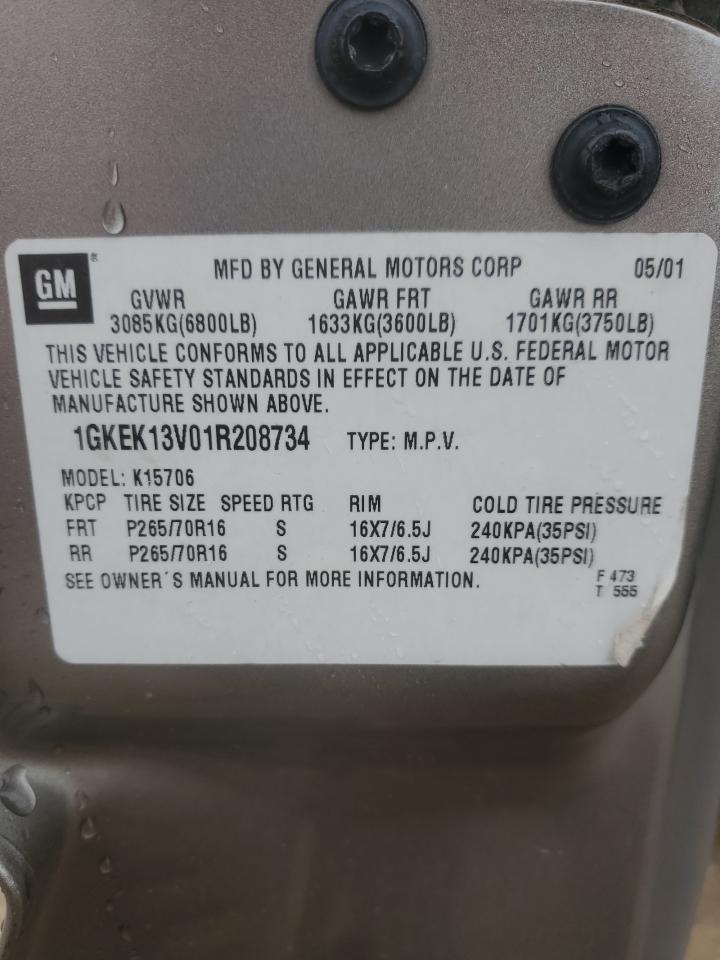 GM ® MFD BY GENERAL MOTORS CORP 05/01
GVWR GAWR FRT GAWR RR
3085KG(6800LB) 1633KG(3600LB) 1701KG(3750LB)
THIS VEHICLE CONFORMS TO ALL APPLICABLE U.S. FEDERAL MOTOR
VEHICLE SAFETY STANDARDS IN EFFECT ON THE DATE OF
MANUFACTURE SHOWN ABOVE.
1GKEK13V01R208734 TYPE: M.P.V.
MODEL: K15706
KPCP TIRE SIZE SPEED RTG RIM COLD TIRE PRESSURE
FRT P265/70R16 S 16X7/6.5J 240KPA(35PSI)
RR P265/70R16 S 16X7/6.5J 240KPA(35PSI)
SEE OWNER´S MANUAL FOR MORE INFORMATION. F 473
T 555